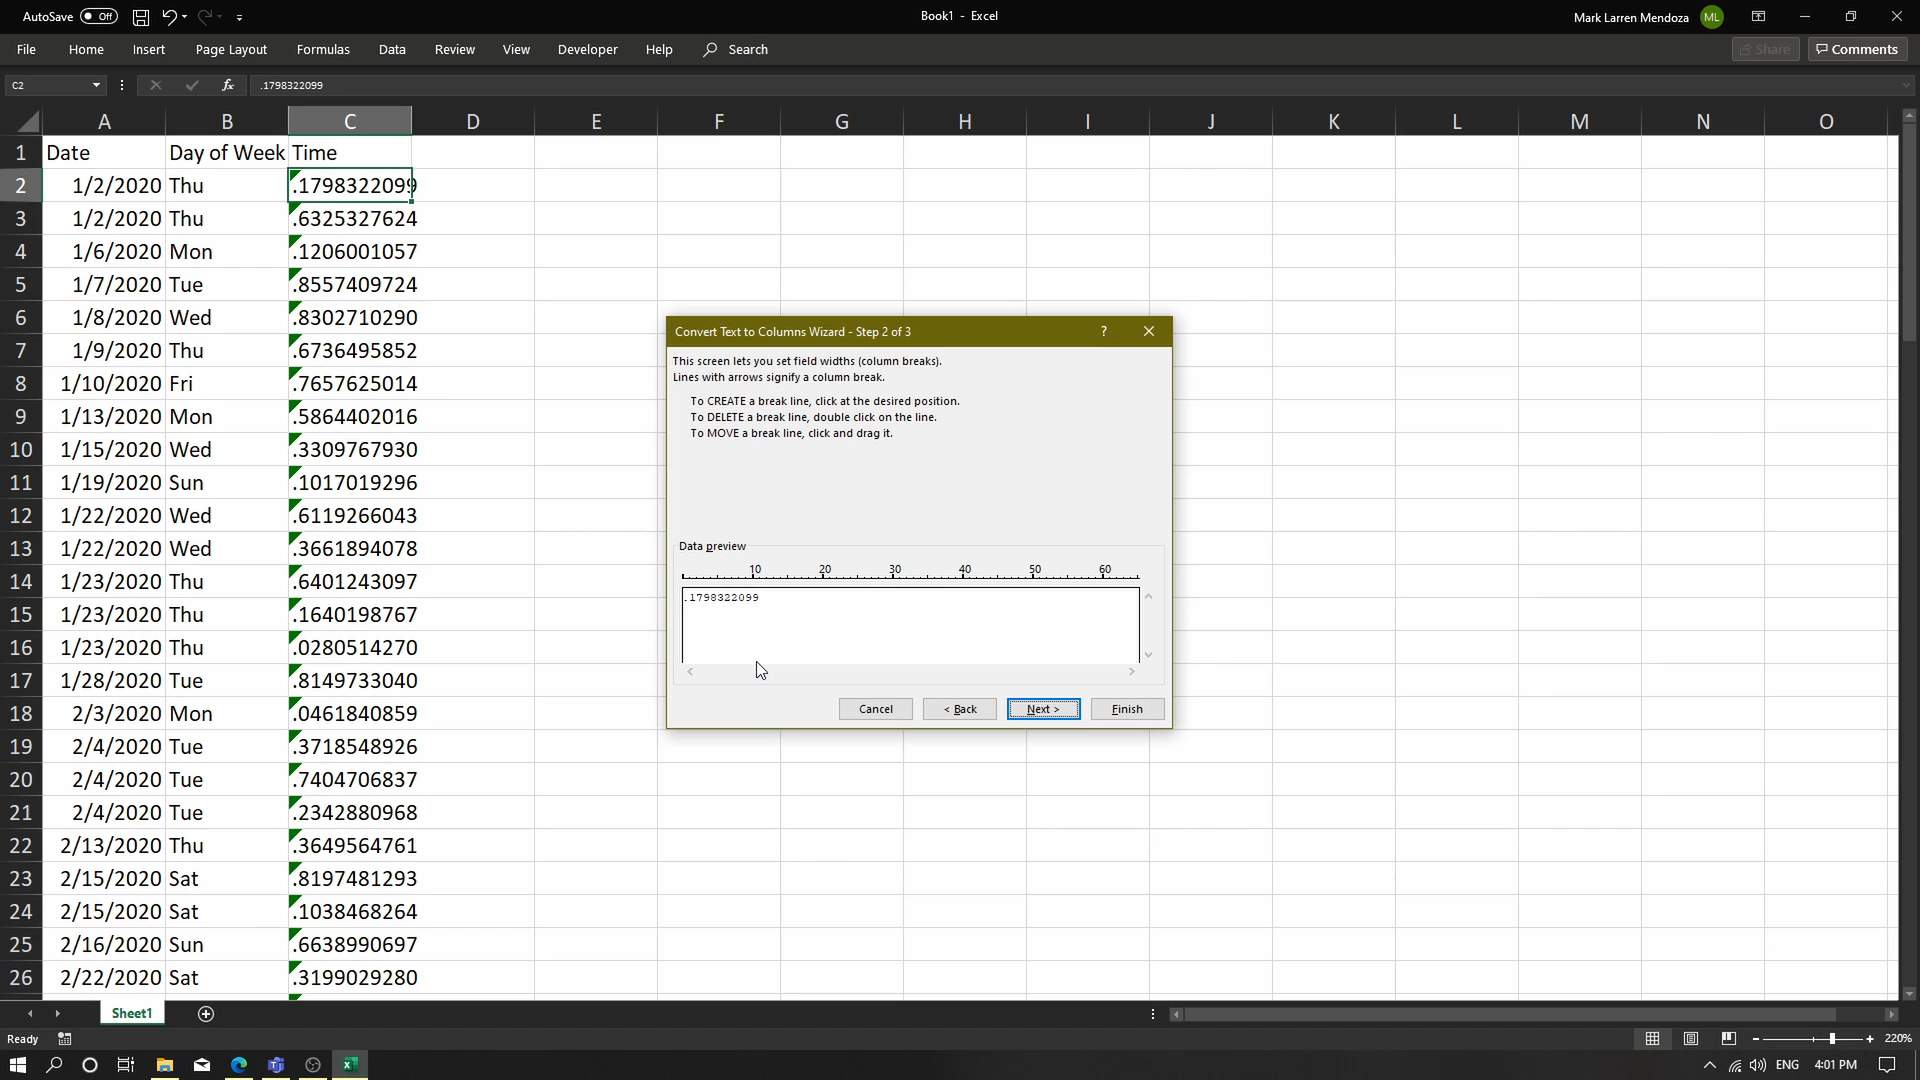 AutoSave Off
Book1 - Excel
Mark Larren Mendoza ML
File Home Insert Page Layout Formulas Data Review View Developer Help Search
Share Comments
C2 fx .1798322099
A B C D E F G H I J K L M N O
1 Date Day of Week Time
2 1/2/2020 Thu .1798322099
3 1/2/2020 Thu .6325327624
4 1/6/2020 Mon .1206001057
5 1/7/2020 Tue .8557409724
6 1/8/2020 Wed .8302710290
7 1/9/2020 Thu .6736495852
8 1/10/2020 Fri .7657625014
9 1/13/2020 Mon .5864402016
10 1/15/2020 Wed .3309767930
11 1/19/2020 Sun .1017019296
12 1/22/2020 Wed .6119266043
13 1/22/2020 Wed .3661894078
14 1/23/2020 Thu .6401243097
15 1/23/2020 Thu .1640198767
16 1/23/2020 Thu .0280514270
17 1/28/2020 Tue .8149733040
18 2/3/2020 Mon .0461840859
19 2/4/2020 Tue .3718548926
20 2/4/2020 Tue .7404706837
21 2/4/2020 Tue .2342880968
22 2/13/2020 Thu .3649564761
23 2/15/2020 Sat .8197481293
24 2/15/2020 Sat .1038468264
25 2/16/2020 Sun .6638990697
26 2/22/2020 Sat .3199029280
Convert Text to Columns Wizard - Step 2 of 3 ?
This screen lets you set field widths (column breaks).
Lines with arrows signify a column break.
To CREATE a break line, click at the desired position.
To DELETE a break line, double click on the line.
To MOVE a break line, click and drag it.
Data preview
10 20 30 40 50 60
.1798322099
Cancel < Back Next > Finish
Sheet1
Ready
220%
ENG 4:01 PM